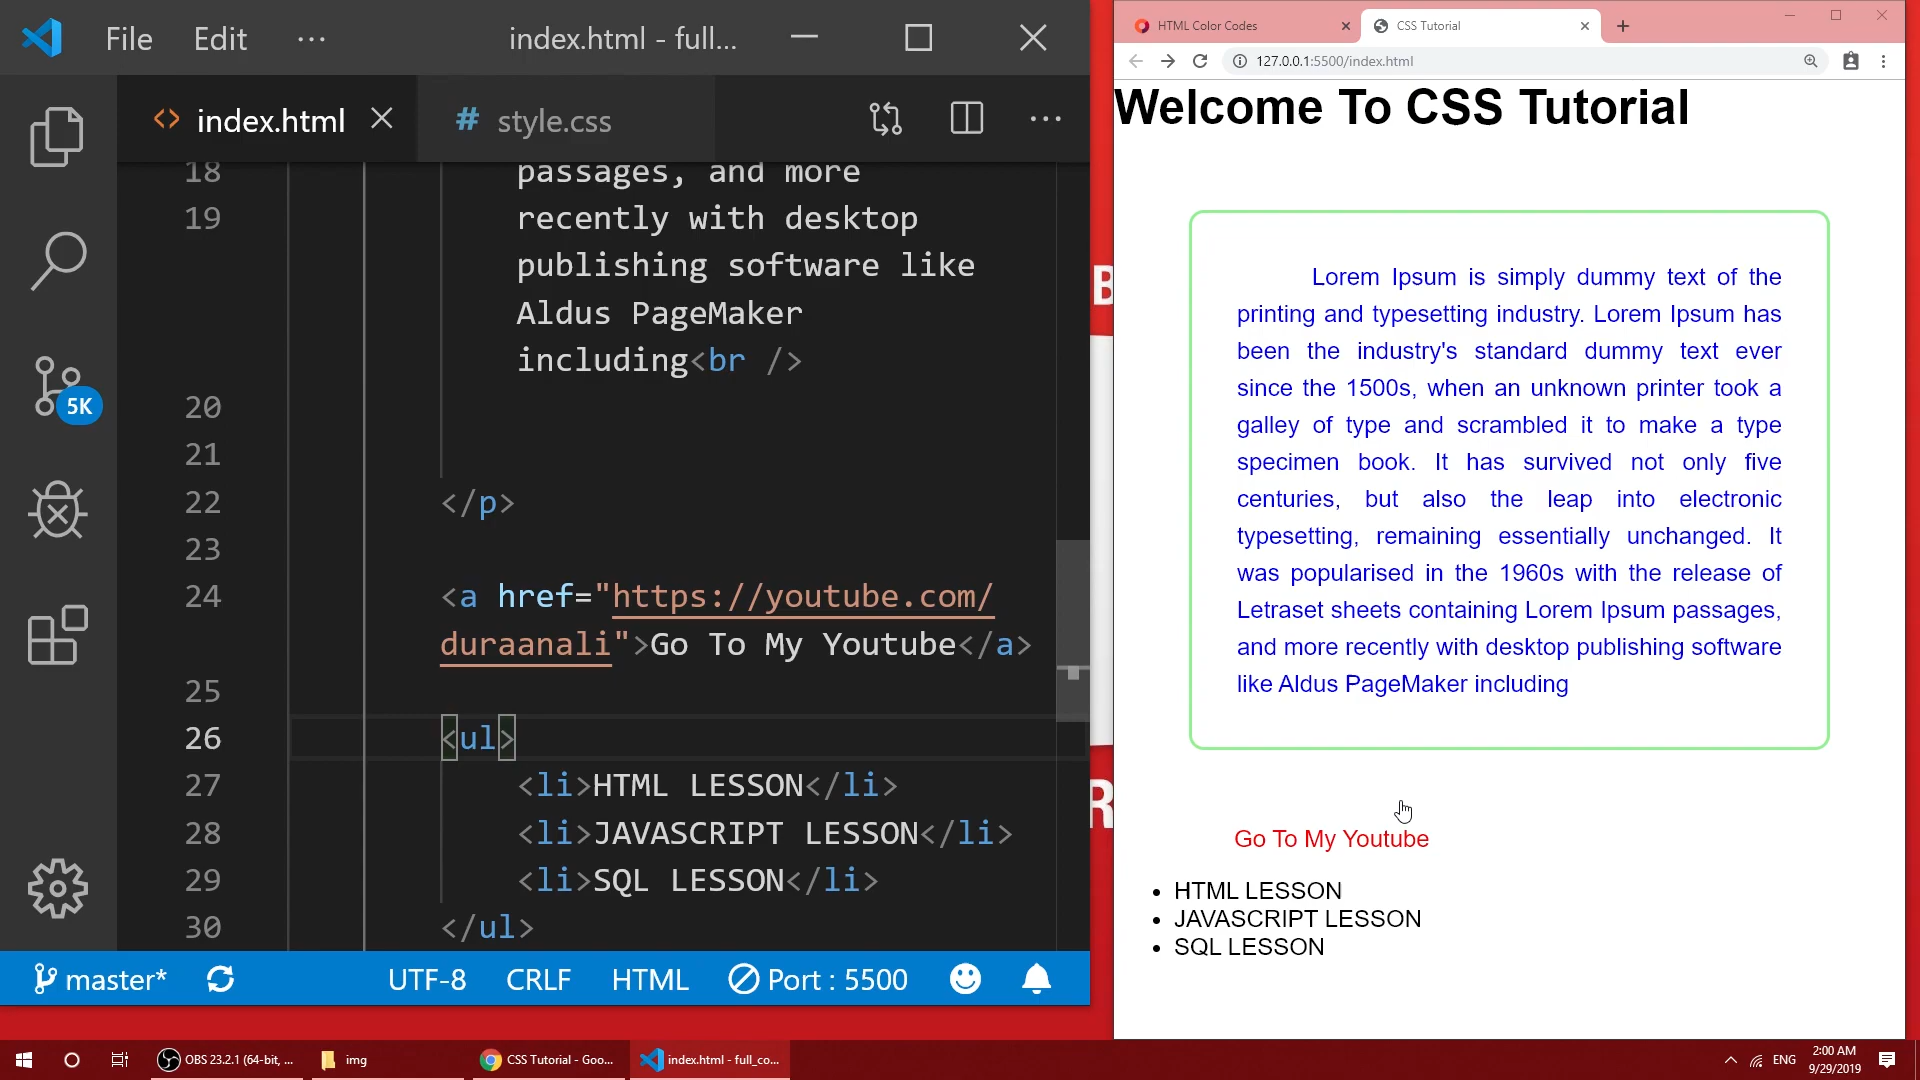 File Edit ... index.html - full...
index.html
# style.css
18 passages, and more
19 recently with desktop
publishing software like
Aldus PageMaker
including<br />
20
21
22 </p>
23
24 <a href="https://youtube.com/
duraanali">Go To My Youtube</a>
25
26 <ul>
27 <li>HTML LESSON</li>
28 <li>JAVASCRIPT LESSON</li>
29 <li>SQL LESSON</li>
30 </ul>
5K
master* UTF-8 CRLF HTML Port : 5500
B
R
HTML Color Codes
CSS Tutorial
127.0.0.1:5500/index.html
Welcome To CSS Tutorial
Lorem Ipsum is simply dummy text of the
printing and typesetting industry. Lorem Ipsum has
been the industry's standard dummy text ever
since the 1500s, when an unknown printer took a
galley of type and scrambled it to make a type
specimen book. It has survived not only five
centuries, but also the leap into electronic
typesetting, remaining essentially unchanged. It
was popularised in the 1960s with the release of
Letraset sheets containing Lorem Ipsum passages,
and more recently with desktop publishing software
like Aldus PageMaker including
Go To My Youtube
• HTML LESSON
• JAVASCRIPT LESSON
• SQL LESSON
OBS 23.2.1 (64-bit, ...
img
CSS Tutorial - Goo...
index.html - full_co...
ENG
2:00 AM
9/29/2019